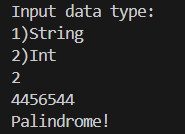 Input data type:
1)String
2)Int
2
4456544
Palindrome!